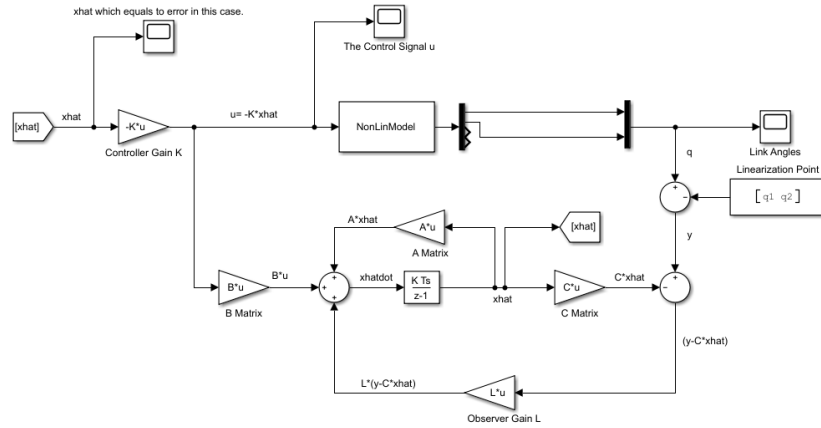 xhat which equals to error in this case.
The Control Signal u
[xhat]
xhat
-K*u
Controller Gain K
u= -K*xhat
NonLinModel
Link Angles
q
Linearization Point
[ q1 q2 ]
+
−
y
A*xhat
A*u
A Matrix
[xhat]
B*u
B Matrix
B*u
+
+
+
xhatdot
K Ts
z-1
xhat
C*u
C Matrix
C*xhat
+
−
(y-C*xhat)
L*(y-C*xhat)
L*u
Observer Gain L